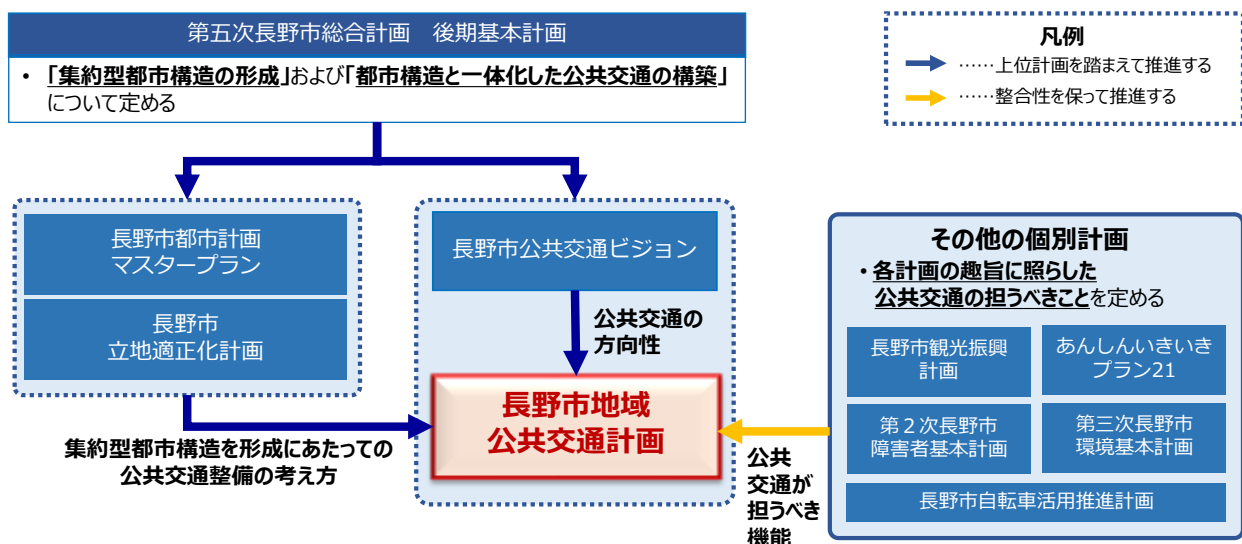 第五次長野市総合計画　後期基本計画
・ 「集約型都市構造の形成」および「都市構造と一体化した公共交通の構築」
について定める
凡例
……上位計画を踏まえて推進する
……整合性を保って推進する
長野市都市計画
マスタープラン
長野市
立地適正化計画
集約型都市構造を形成にあたっての
公共交通整備の考え方
長野市公共交通ビジョン
公共交通の
方向性
長野市地域
公共交通計画
その他の個別計画
・各計画の趣旨に照らした
公共交通の担うべきことを定める
長野市観光振興
計画
あんしんいきいき
プラン21
第２次長野市
障害者基本計画
第三次長野市
環境基本計画
長野市自転車活用推進計画
公共
交通が
担うべき
機能